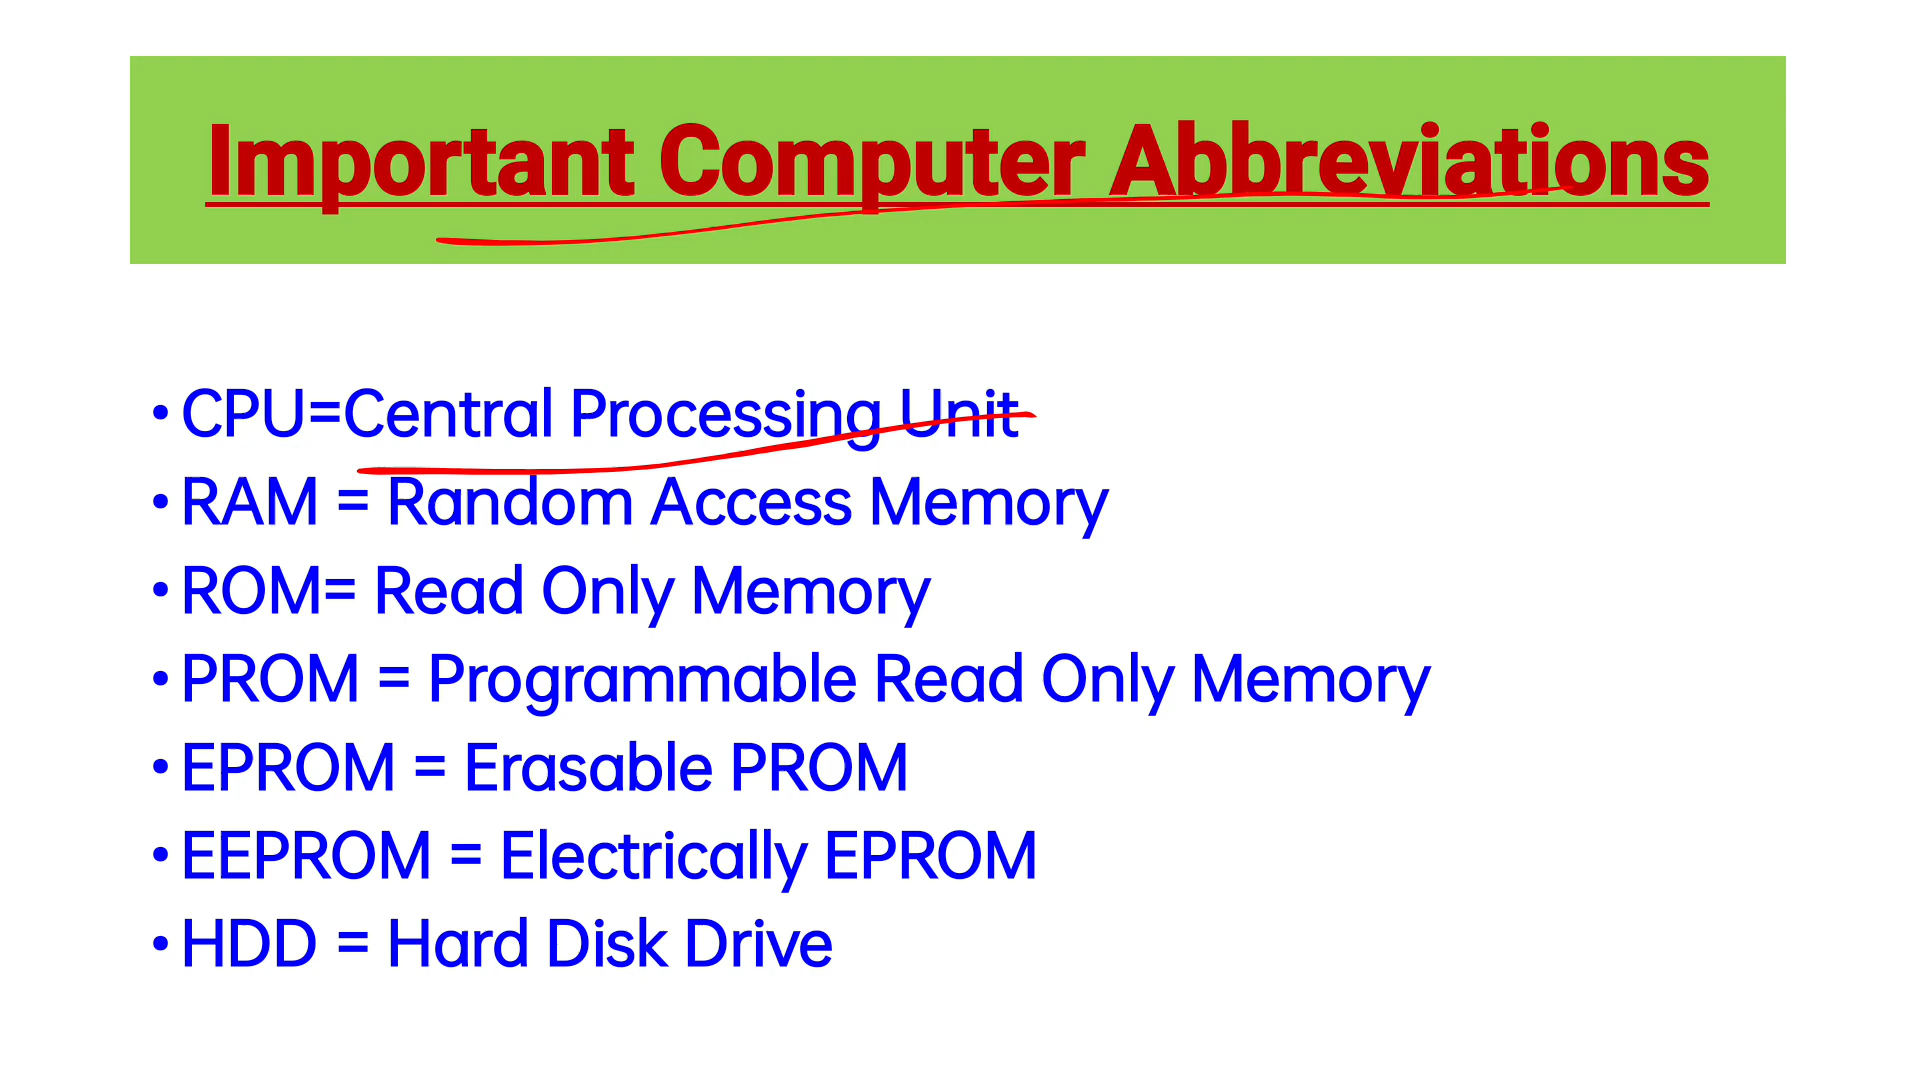 Important Computer Abbreviations
• CPU=Central Processing Unit
• RAM = Random Access Memory
• ROM= Read Only Memory
• PROM = Programmable Read Only Memory
• EPROM = Erasable PROM
• EEPROM = Electrically EPROM
• HDD = Hard Disk Drive